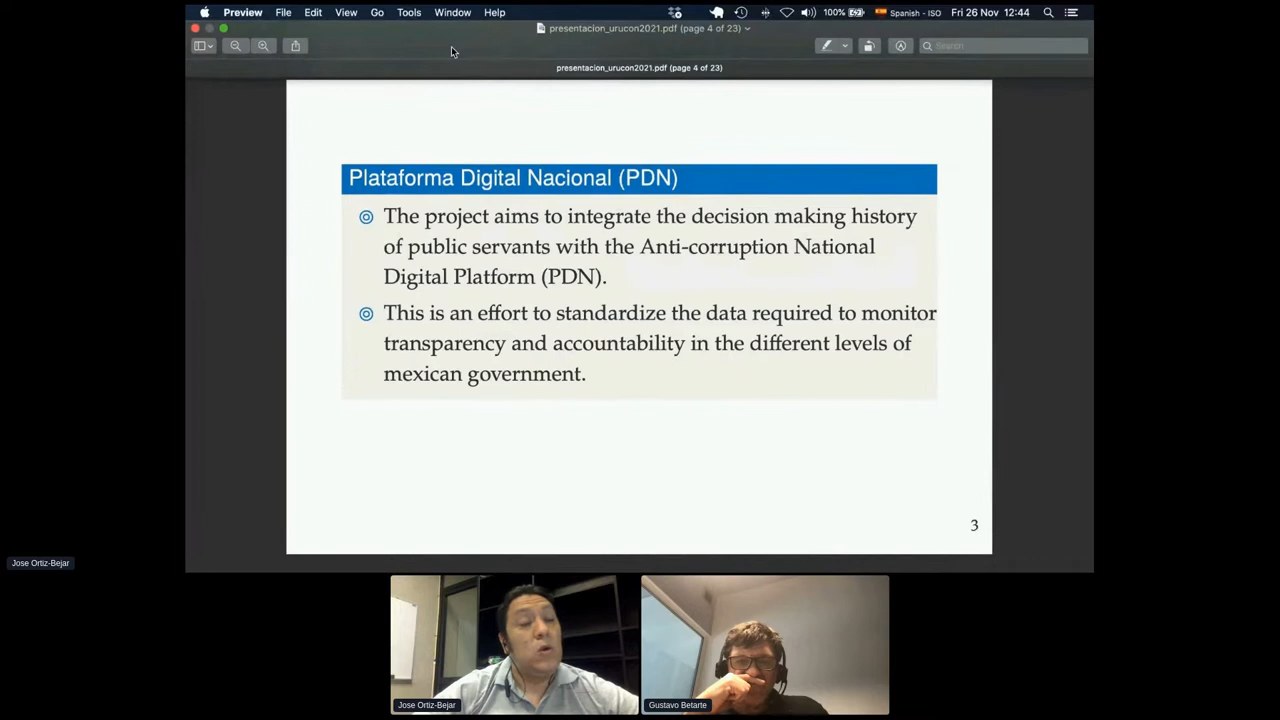 Preview File Edit View Go Tools Window Help 100% Spanish - ISO Fri 26 Nov 12:44
presentacion_urucon2021.pdf (page 4 of 23)
Search
presentacion_urucon2021.pdf (page 4 of 23)
Plataforma Digital Nacional (PDN)
The project aims to integrate the decision making history
of public servants with the Anti-corruption National
Digital Platform (PDN).
This is an effort to standardize the data required to monitor
transparency and accountability in the different levels of
mexican government.
3
Jose Ortiz-Bejar
Jose Ortiz-Bejar
Gustavo Betarte